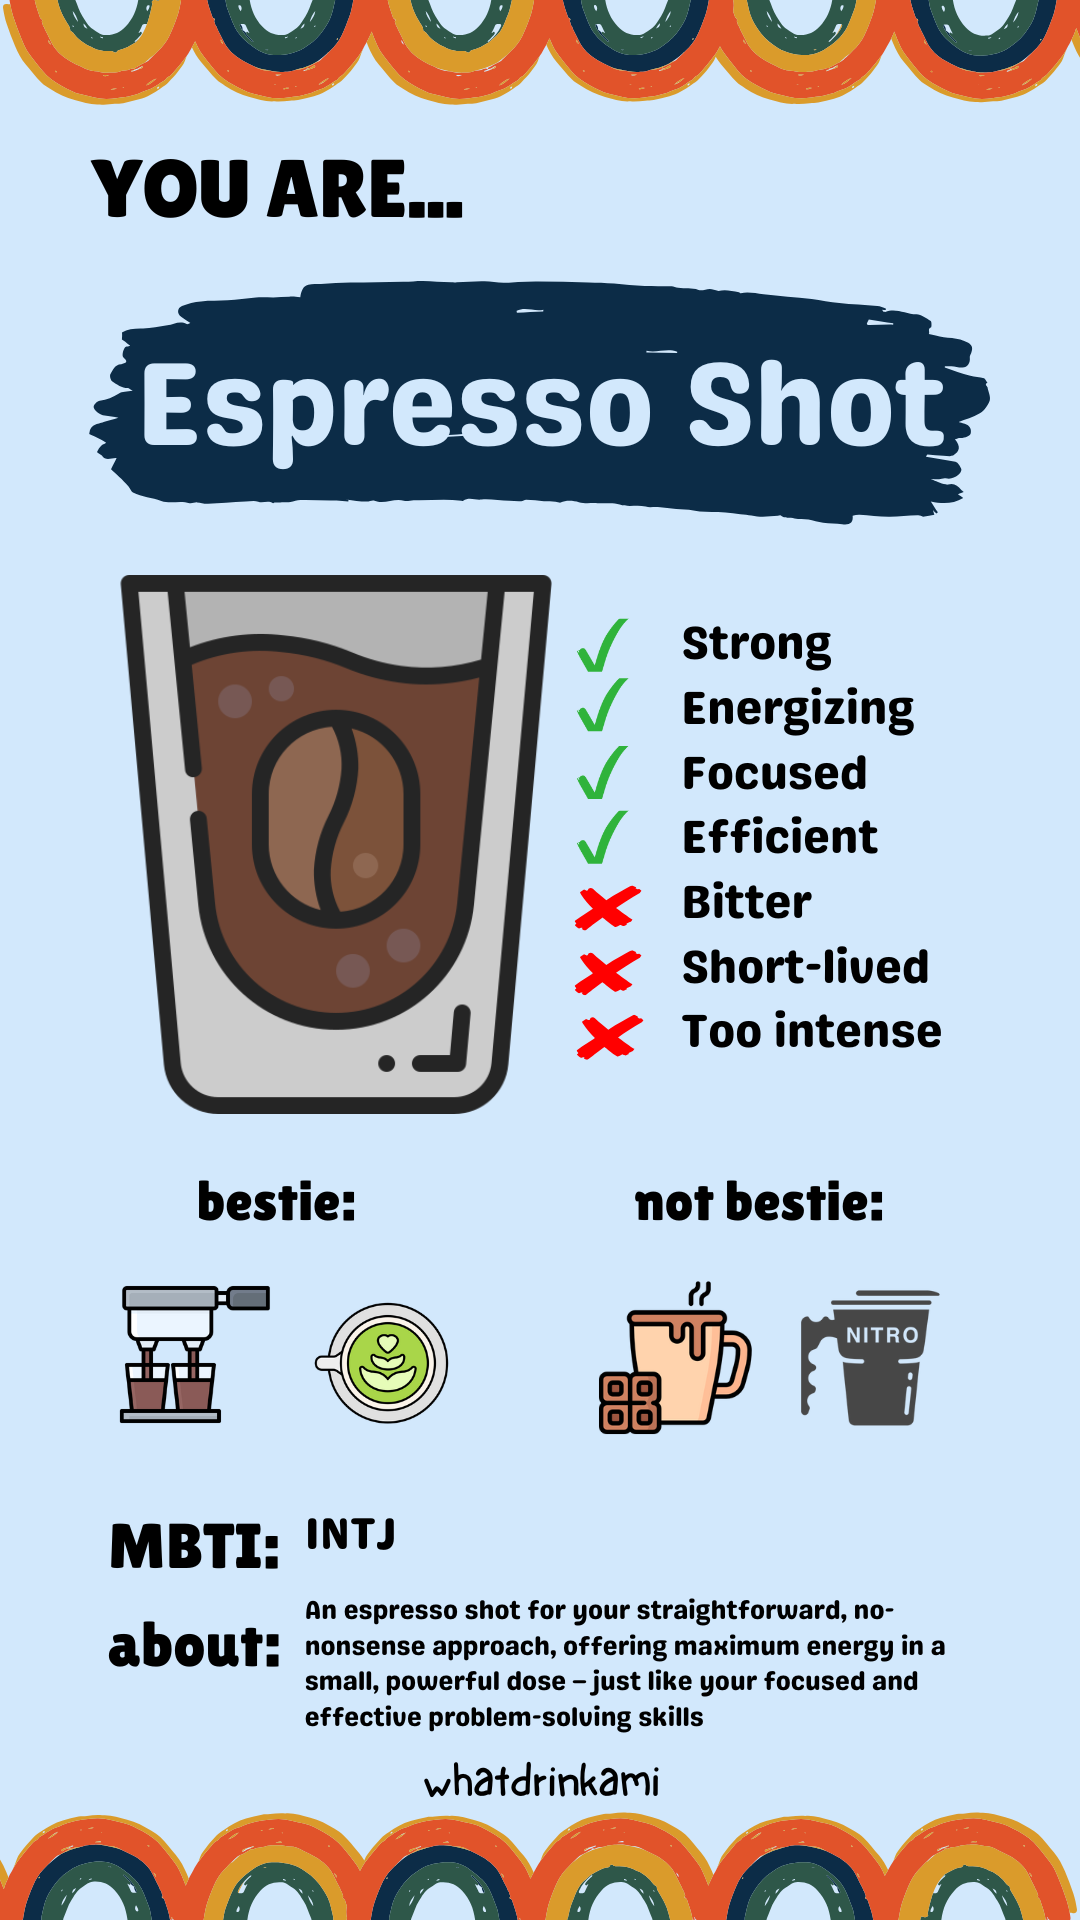 YOU ARE...
Espresso Shot
Strong
Energizing
Focused
Efficient
Bitter
Short-lived
Too intense
bestie:
not bestie:
NITRO
MBTI: INTJ
about:
An espresso shot for your straightforward, no-
nonsense approach, offering maximum energy in a
small, powerful dose – just like your focused and
effective problem-solving skills
whatdrinkami